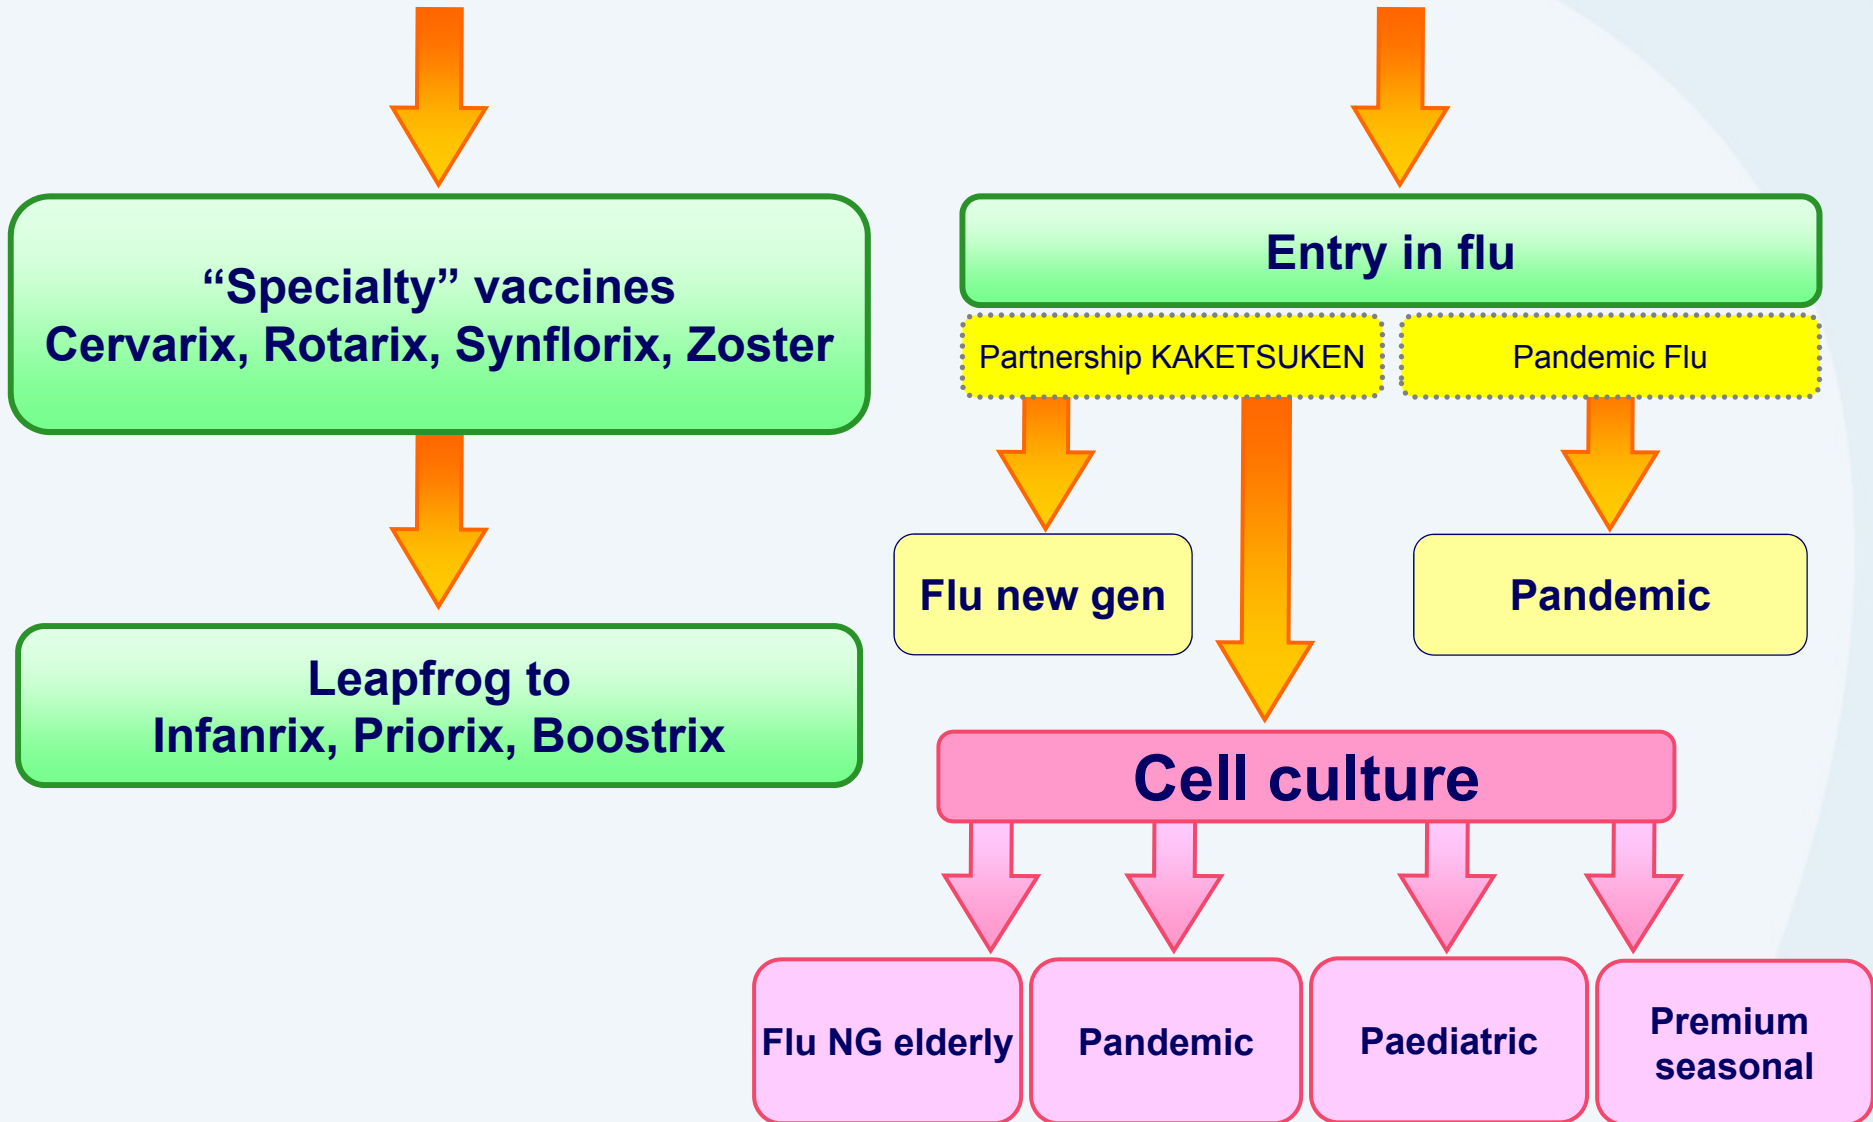 “Specialty” vaccines
Cervarix, Rotarix, Synflorix, Zoster
Leapfrog to
Infanrix, Priorix, Boostrix
Entry in flu
Partnership KAKETSUKEN
Pandemic Flu
Flu new gen
Pandemic
Cell culture
Flu NG elderly
Pandemic
Paediatric
Premium
seasonal